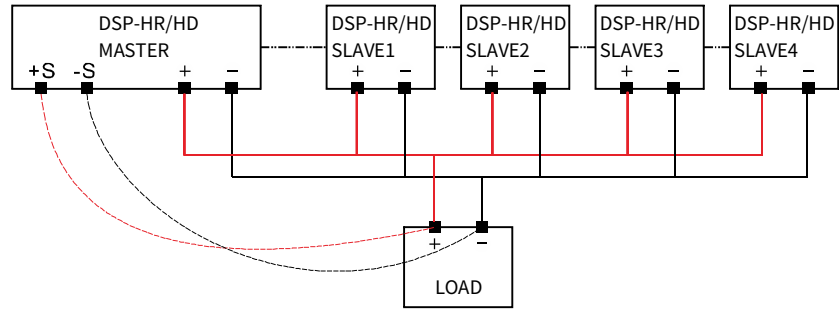 DSP-HR/HD
MASTER
+S -S + −
DSP-HR/HD
SLAVE1
+ −
DSP-HR/HD
SLAVE2
+ −
DSP-HR/HD
SLAVE3
+ −
DSP-HR/HD
SLAVE4
+ −
+ −
LOAD